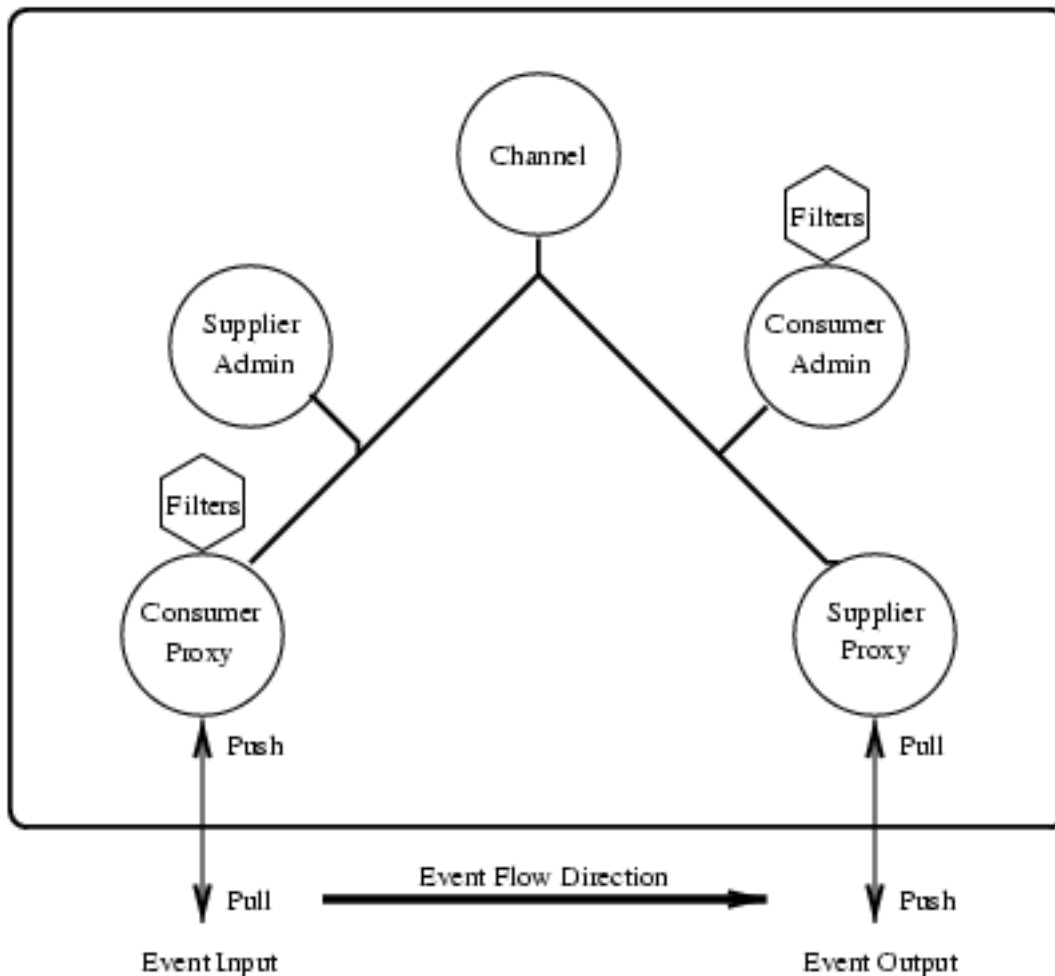 Channel
Filters
Supplier
Admin
Consumer
Admin
Filters
Consumer
Proxy
Supplier
Proxy
Push
Pull
Event Flow Direction
Pull
Push
Event Input
Event Output